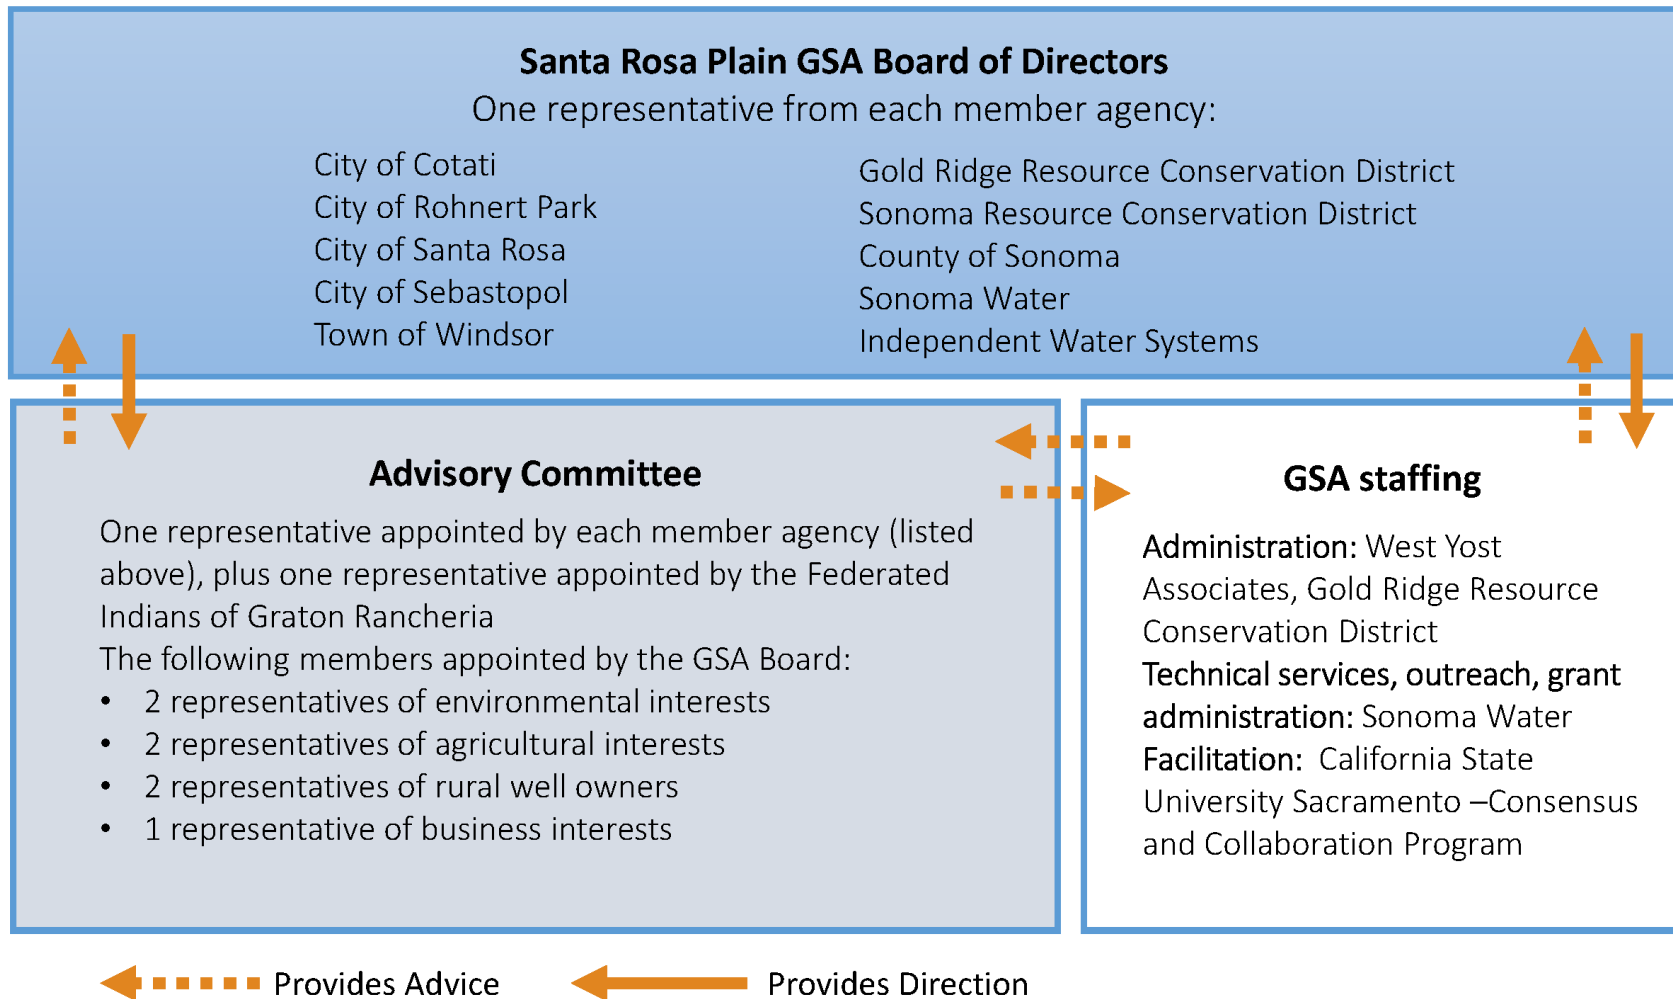 Santa Rosa Plain GSA Board of Directors
One representative from each member agency:
City of Cotati
City of Rohnert Park
City of Santa Rosa
City of Sebastopol
Town of Windsor
Gold Ridge Resource Conservation District
Sonoma Resource Conservation District
County of Sonoma
Sonoma Water
Independent Water Systems
Advisory Committee
One representative appointed by each member agency (listed
above), plus one representative appointed by the Federated
Indians of Graton Rancheria
The following members appointed by the GSA Board:
• 2 representatives of environmental interests
• 2 representatives of agricultural interests
• 2 representatives of rural well owners
• 1 representative of business interests
GSA staffing
Administration: West Yost
Associates, Gold Ridge Resource
Conservation District
Technical services, outreach, grant
administration: Sonoma Water
Facilitation: California State
University Sacramento –Consensus
and Collaboration Program
Provides Advice
Provides Direction